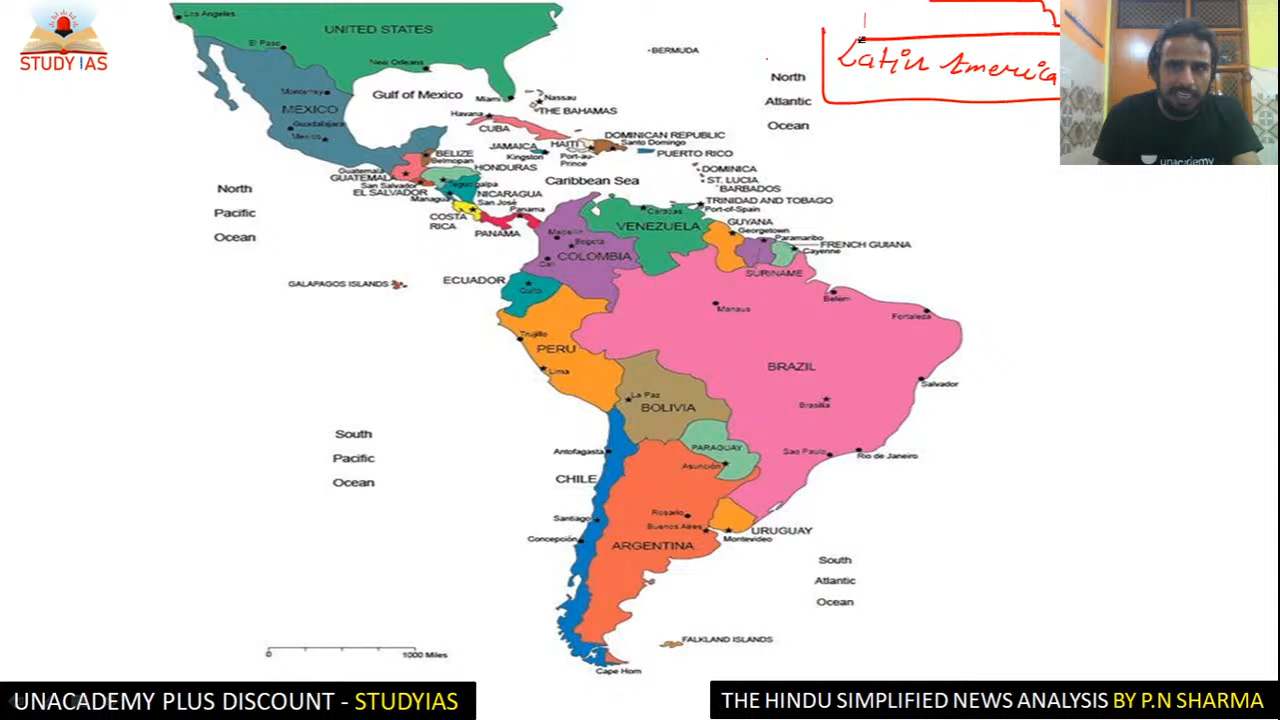 STUDY IAS
Los Angeles
UNITED STATES
El Paso
New Orleans
BERMUDA
Latin America
North
Atlantic
Ocean
Monterrey
Gulf of Mexico
Miami
Nassau
THE BAHAMAS
MEXICO
Guadalajara
Mexico
Havana
CUBA
JAMAICA
Kingston
HAITI
Port-au-
Prince
DOMINICAN REPUBLIC
Santo Domingo
PUERTO RICO
BELIZE
Belmopan
Guatemala
GUATEMALA
HONDURAS
Tegucigalpa
San Salvador
EL SALVADOR
NICARAGUA
Managua
San José
Caribbean Sea
DOMINICA
ST. LUCIA
BARBADOS
TRINIDAD AND TOBAGO
Port-of-Spain
North
Pacific
Ocean
COSTA
RICA
Panama
PANAMA
Caracas
VENEZUELA
GUYANA
Georgetown
Paramaribo
FRENCH GUIANA
Cayenne
SURINAME
Medellin
Bogota
COLOMBIA
Cali
ECUADOR
Quito
GALAPAGOS ISLANDS
Manaus
Belém
Fortaleza
Trujillo
PERU
Lima
BRAZIL
Salvador
Brasilia
La Paz
BOLIVIA
South
Pacific
Ocean
PARAGUAY
Asunción
Sao Paulo
Rio de Janeiro
Antofagasta
CHILE
Santiago
Concepción
Rosario
Buenos Aires
ARGENTINA
URUGUAY
Montevideo
South
Atlantic
Ocean
FALKLAND ISLANDS
1000 Miles
Cape Horn
unacademy
UNACADEMY PLUS DISCOUNT - STUDYIAS
THE HINDU SIMPLIFIED NEWS ANALYSIS BY P.N SHARMA